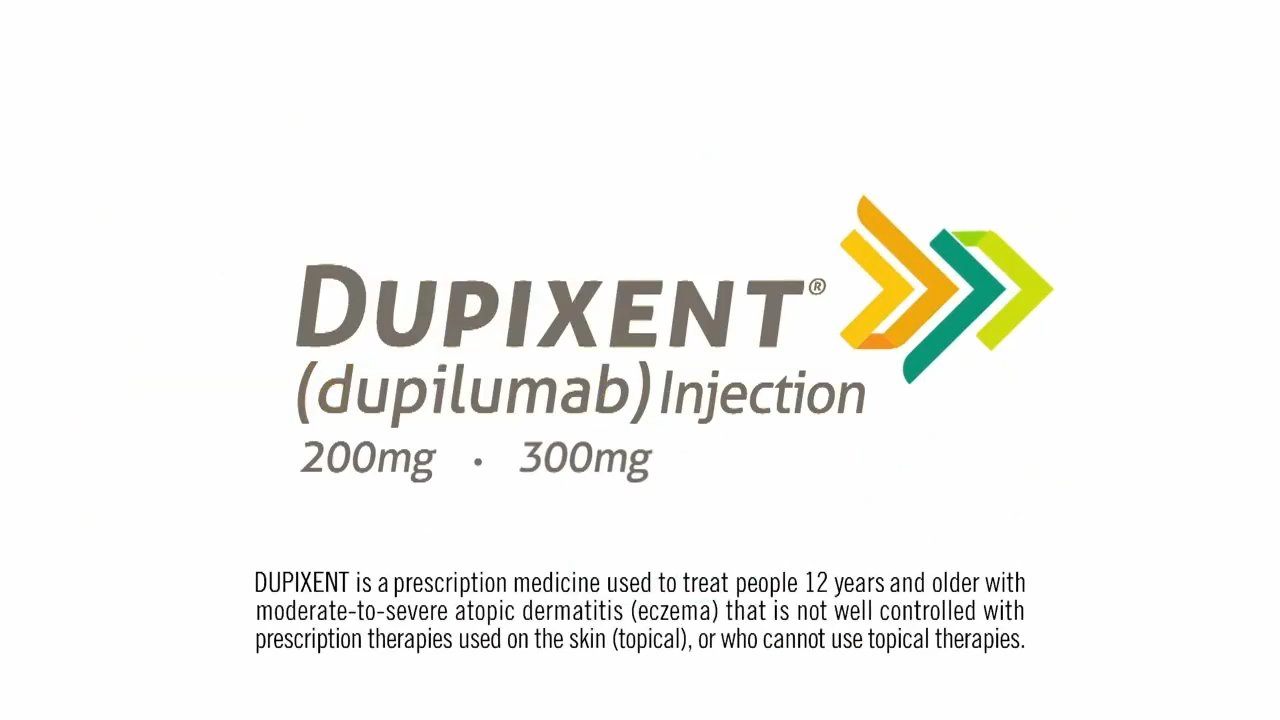 DUPIXENT®
(dupilumab) Injection
200mg · 300mg
DUPIXENT is a prescription medicine used to treat people 12 years and older with
moderate-to-severe atopic dermatitis (eczema) that is not well controlled with
prescription therapies used on the skin (topical), or who cannot use topical therapies.